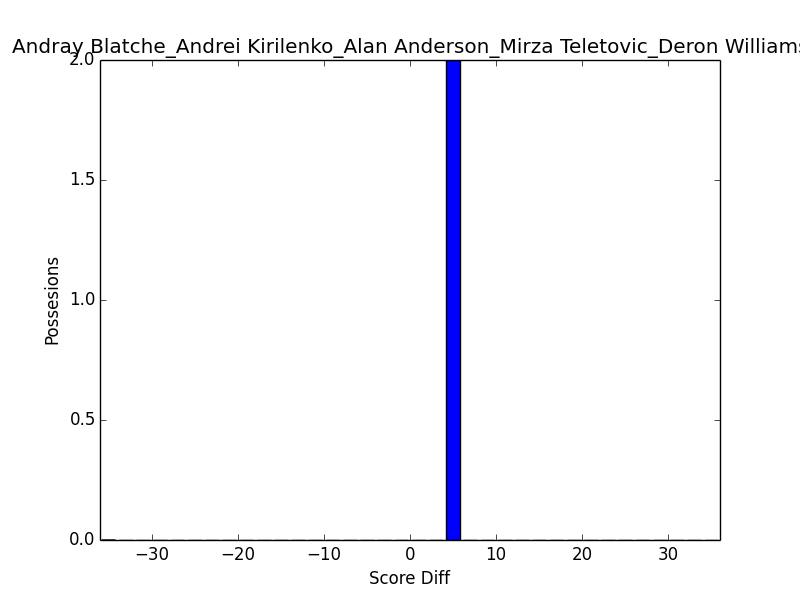 Andray Blatche_Andrei Kirilenko_Alan Anderson_Mirza Teletovic_Deron Williams
2.0
1.5
1.0
0.5
0.0
Possesions
−30 −20 −10 0 10 20 30
Score Diff